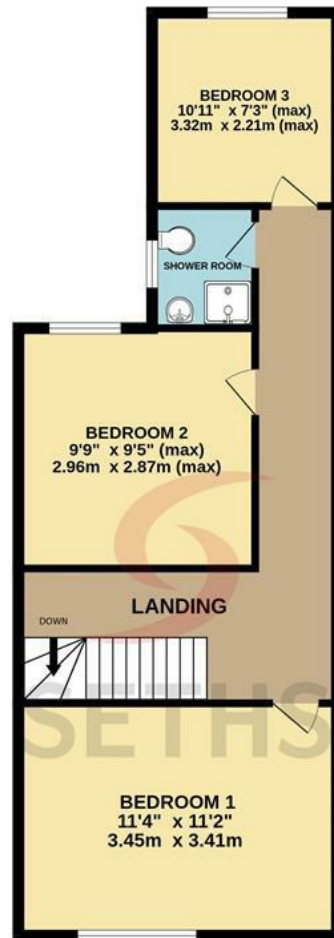 BEDROOM 3
10'11" x 7'3" (max)
3.32m x 2.21m (max)
SHOWER ROOM
BEDROOM 2
9'9" x 9'5" (max)
2.96m x 2.87m (max)
LANDING
DOWN
SETHS
BEDROOM 1
11'4" x 11'2"
3.45m x 3.41m